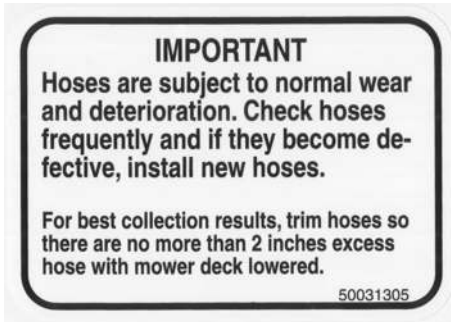 IMPORTANT
Hoses are subject to normal wear
and deterioration. Check hoses
frequently and if they become de-
fective, install new hoses.
For best collection results, trim hoses so
there are no more than 2 inches excess
hose with mower deck lowered.
50031305